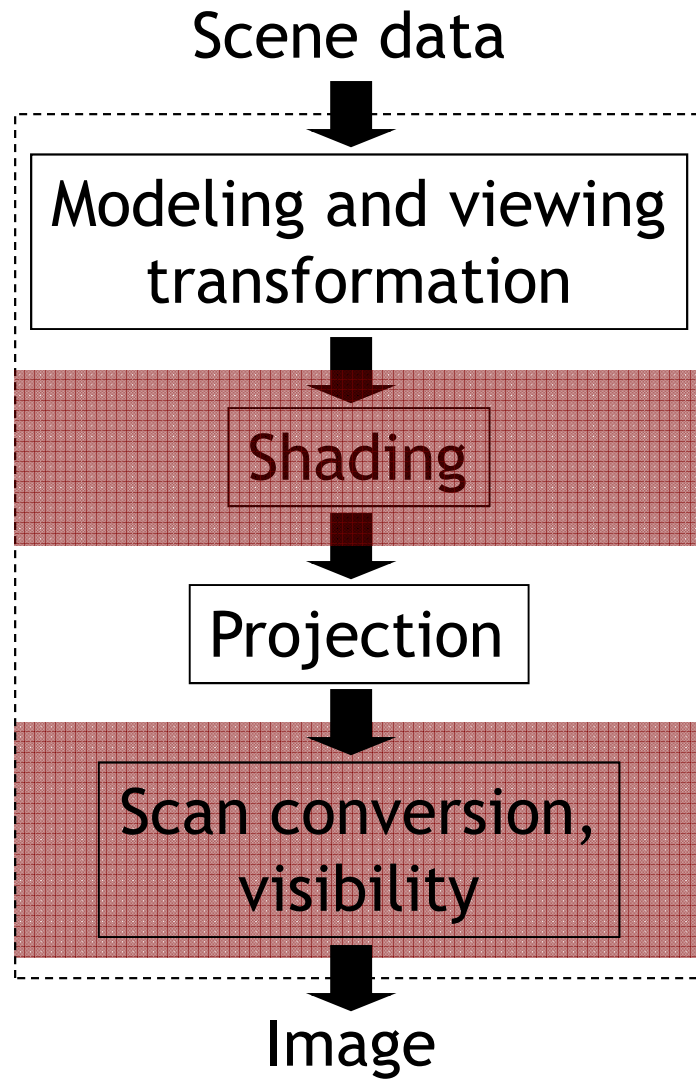 Scene data
Modeling and viewing
transformation
Shading
Projection
Scan conversion,
visibility
Image